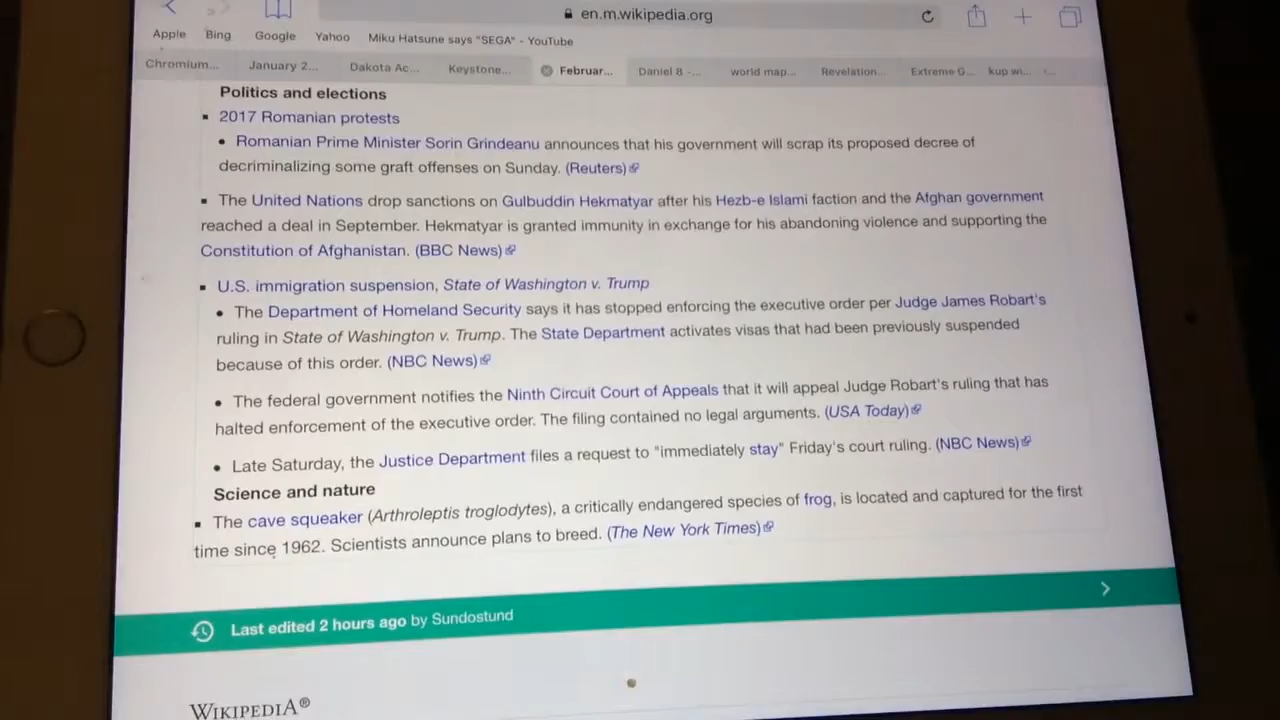 en.m.wikipedia.org
Apple Bing Google Yahoo Miku Hatsune says "SEGA" - YouTube
Chromium... January 2... Dakota Ac... Keystone... Februar... Daniel 8 -... world map... Revelation... Extreme G... kup wi...
Politics and elections
2017 Romanian protests
Romanian Prime Minister Sorin Grindeanu announces that his government will scrap its proposed decree of
decriminalizing some graft offenses on Sunday. (Reuters)
The United Nations drop sanctions on Gulbuddin Hekmatyar after his Hezb-e Islami faction and the Afghan government
reached a deal in September. Hekmatyar is granted immunity in exchange for his abandoning violence and supporting the
Constitution of Afghanistan. (BBC News)
U.S. immigration suspension, State of Washington v. Trump
The Department of Homeland Security says it has stopped enforcing the executive order per Judge James Robart's
ruling in State of Washington v. Trump. The State Department activates visas that had been previously suspended
because of this order. (NBC News)
The federal government notifies the Ninth Circuit Court of Appeals that it will appeal Judge Robart's ruling that has
halted enforcement of the executive order. The filing contained no legal arguments. (USA Today)
Late Saturday, the Justice Department files a request to "immediately stay" Friday's court ruling. (NBC News)
Science and nature
The cave squeaker (Arthroleptis troglodytes), a critically endangered species of frog, is located and captured for the first
time since 1962. Scientists announce plans to breed. (The New York Times)
Last edited 2 hours ago by Sundostund
WIKIPEDIA®